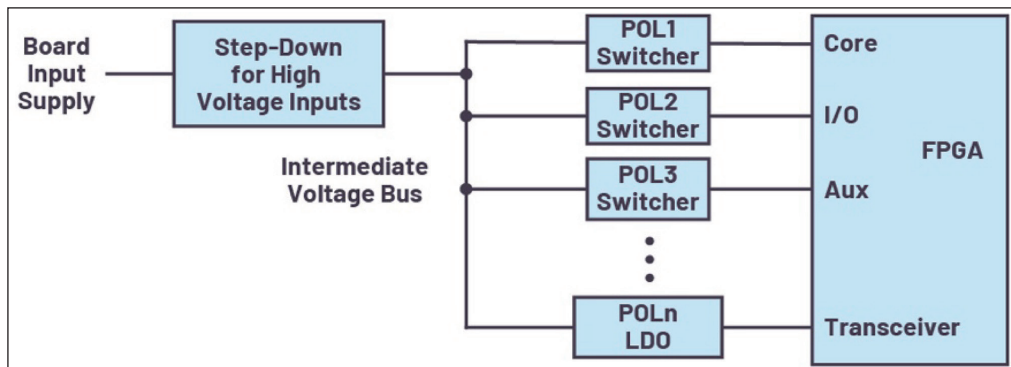 Board
Input
Supply
Step-Down
for High
Voltage Inputs
Intermediate
Voltage Bus
POL1
Switcher
POL2
Switcher
POL3
Switcher
POLn
LDO
Core
I/O
FPGA
Aux
Transceiver